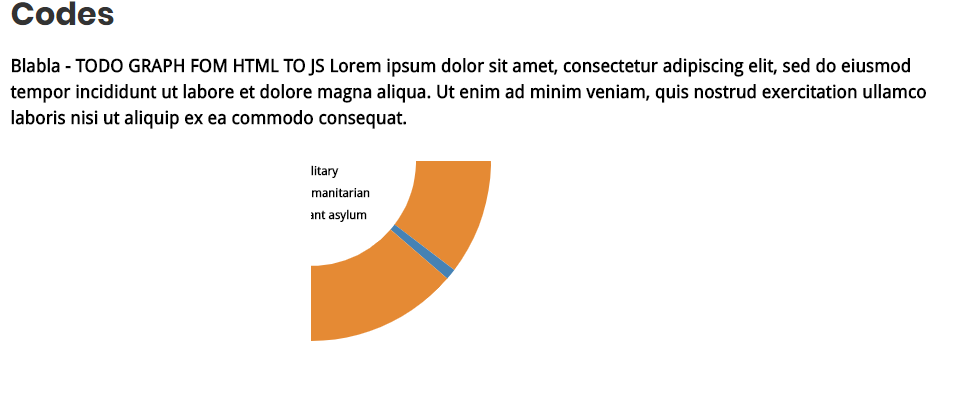 Codes
Blabla - TODO GRAPH FOM HTML TO JS Lorem ipsum dolor sit amet, consectetur adipiscing elit, sed do eiusmod
tempor incididunt ut labore et dolore magna aliqua. Ut enim ad minim veniam, quis nostrud exercitation ullamco
laboris nisi ut aliquip ex ea commodo consequat.
litary
manitarian
ant asylum